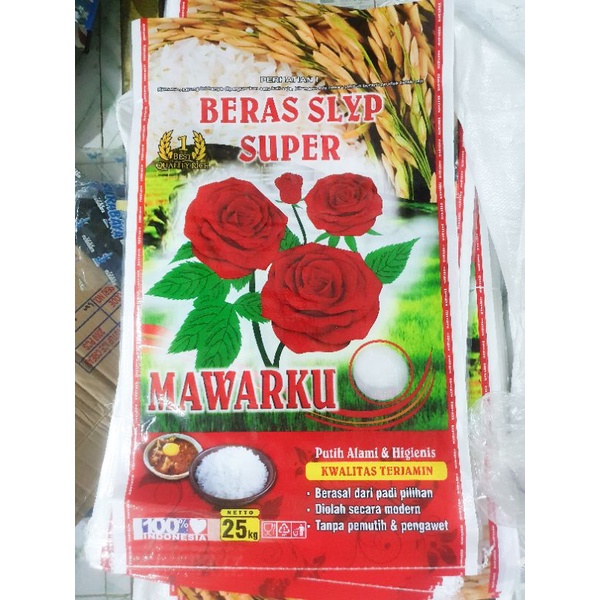 PERHATIAN !
BERAS SLYP
SUPER
1
BEST
QUALITY RICE
MAWARKU
Putih Alami & Higienis
KWALITAS TERJAMIN
• Berasal dari padi pilihan
• Diolah secara modern
• Tanpa pemutih & pengawet
100%
INDONESIA
NETTO
25kg